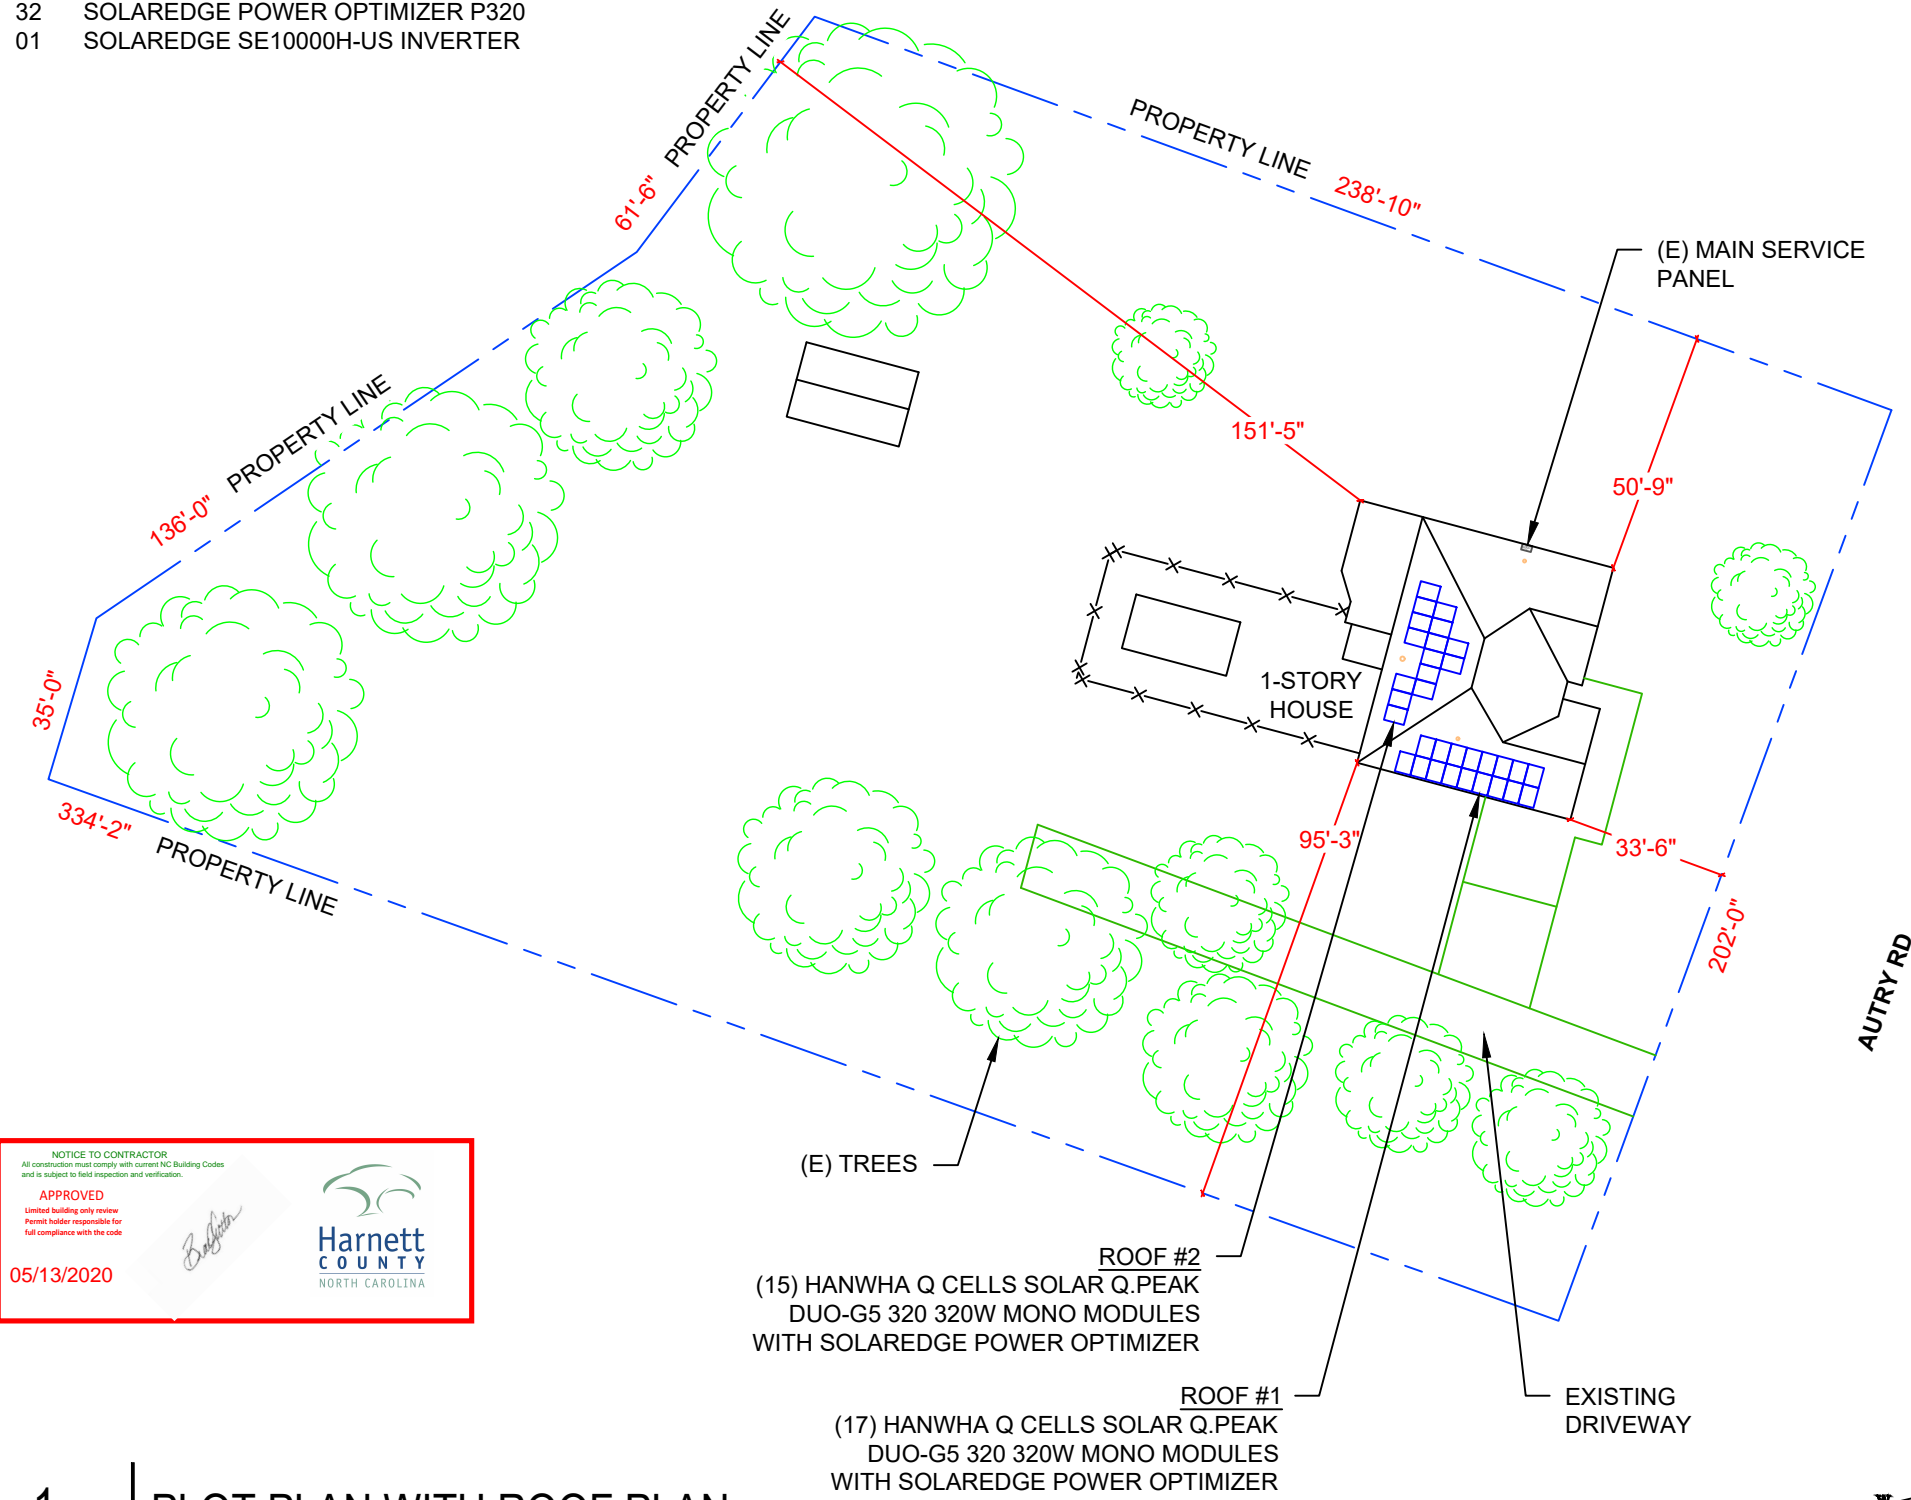 32 SOLAREDGE POWER OPTIMIZER P320
01 SOLAREDGE SE10000H-US INVERTER
PROPERTY LINE
61'-6"
PROPERTY LINE
238'-10"
(E) MAIN SERVICE
PANEL
PROPERTY LINE
136'-0"
151'-5"
50'-9"
35'-0"
1-STORY
HOUSE
334'-2"
PROPERTY LINE
95'-3"
33'-6"
202'-0"
AUTRY RD
(E) TREES
NOTICE TO CONTRACTOR
All construction must comply with current NC Building Codes
and is subject to field inspection and verification.
APPROVED
Limited building only review
Permit holder responsible for
full compliance with the code
05/13/2020
Harnett
COUNTY
NORTH CAROLINA
ROOF #2
(15) HANWHA Q CELLS SOLAR Q.PEAK
DUO-G5 320 320W MONO MODULES
WITH SOLAREDGE POWER OPTIMIZER
ROOF #1
(17) HANWHA Q CELLS SOLAR Q.PEAK
DUO-G5 320 320W MONO MODULES
WITH SOLAREDGE POWER OPTIMIZER
EXISTING
DRIVEWAY
1 PLOT PLAN WITH ROOF PLAN